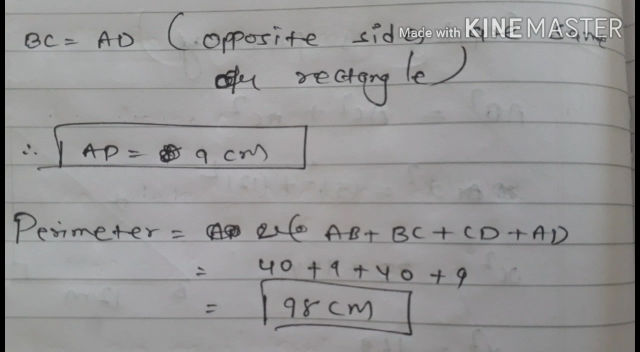 Made with KINEMASTER
BC = AD (opposite sides same
rectangle)
∴ AD = 9 cm
Perimeter = AB + BC + CD + AD
= 40 + 9 + 40 + 9
= 98 cm